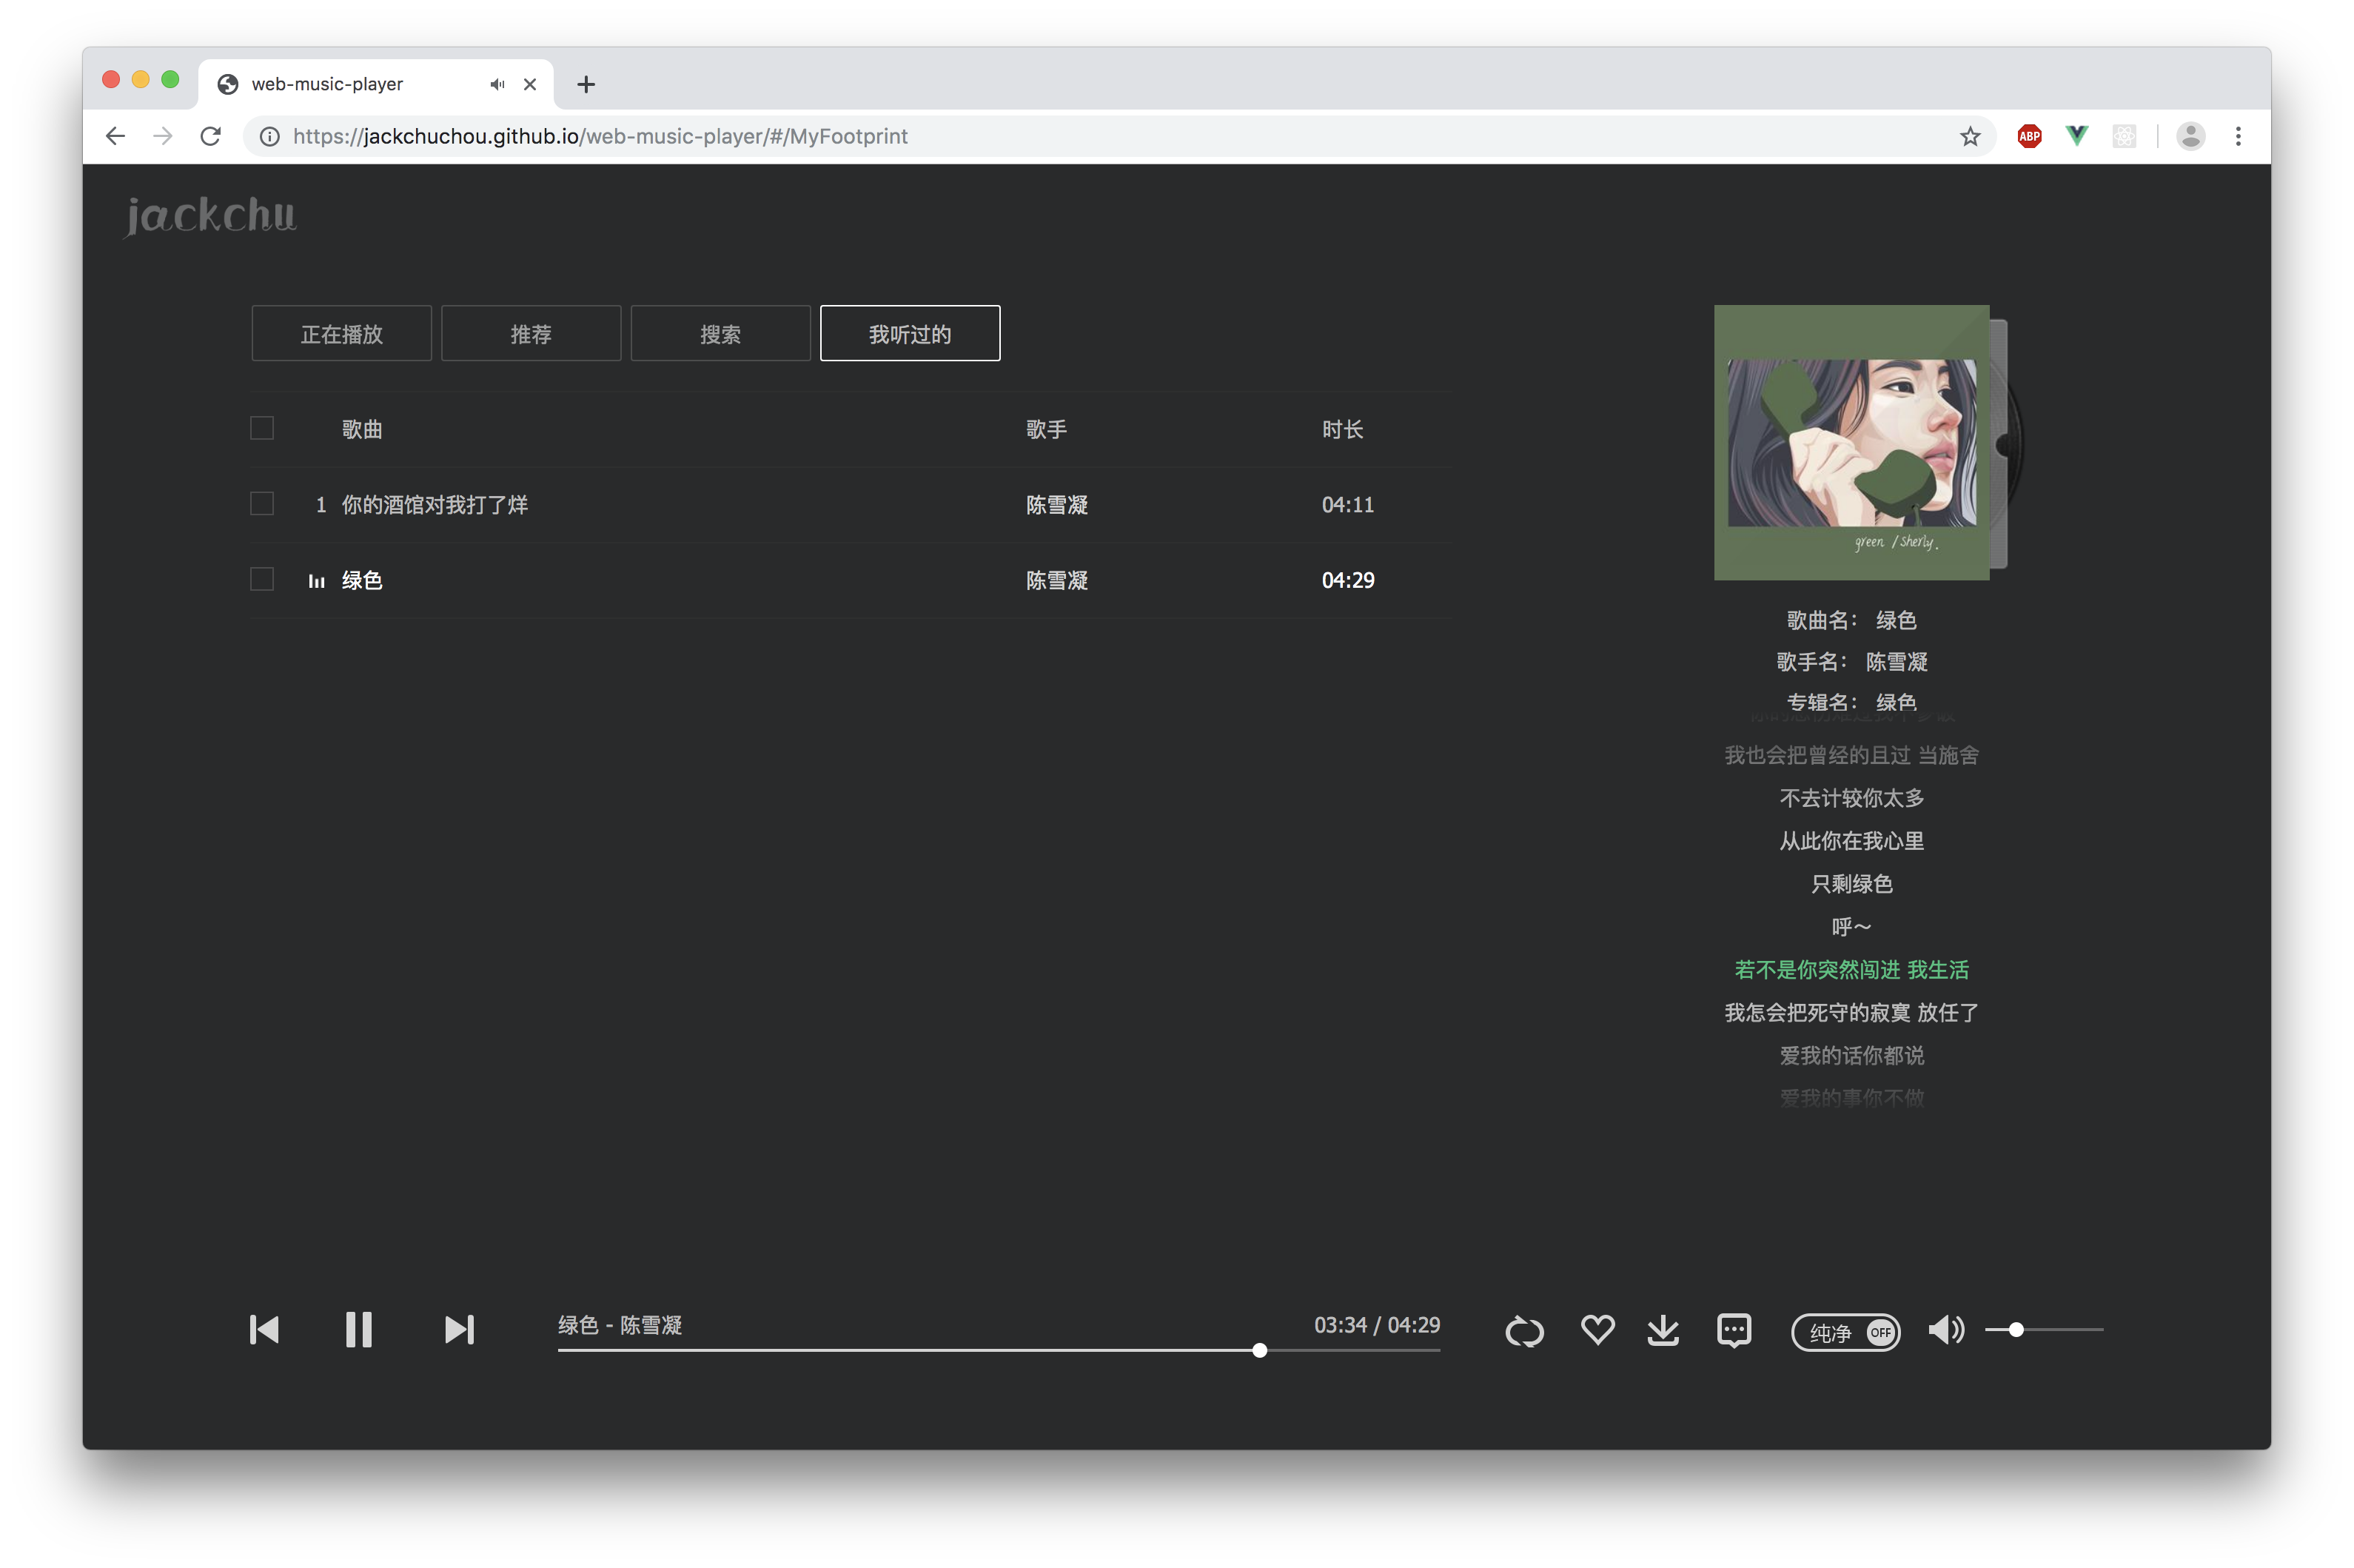 web-music-player
https://jackchuchou.github.io/web-music-player/#/MyFootprint
ABP
jackchu
正在播放 推荐 搜索 我听过的
歌曲 歌手 时长
1 你的酒馆对我打了烊 陈雪凝 04:11
绿色 陈雪凝 04:29
green / sherly.
歌曲名： 绿色
歌手名： 陈雪凝
专辑名： 绿色
我也会把曾经的且过 当施舍
不去计较你太多
从此你在我心里
只剩绿色
呼～
若不是你突然闯进 我生活
我怎会把死守的寂寞 放任了
爱我的话你都说
爱我的事你不做
绿色 - 陈雪凝 03:34 / 04:29
纯净 OFF